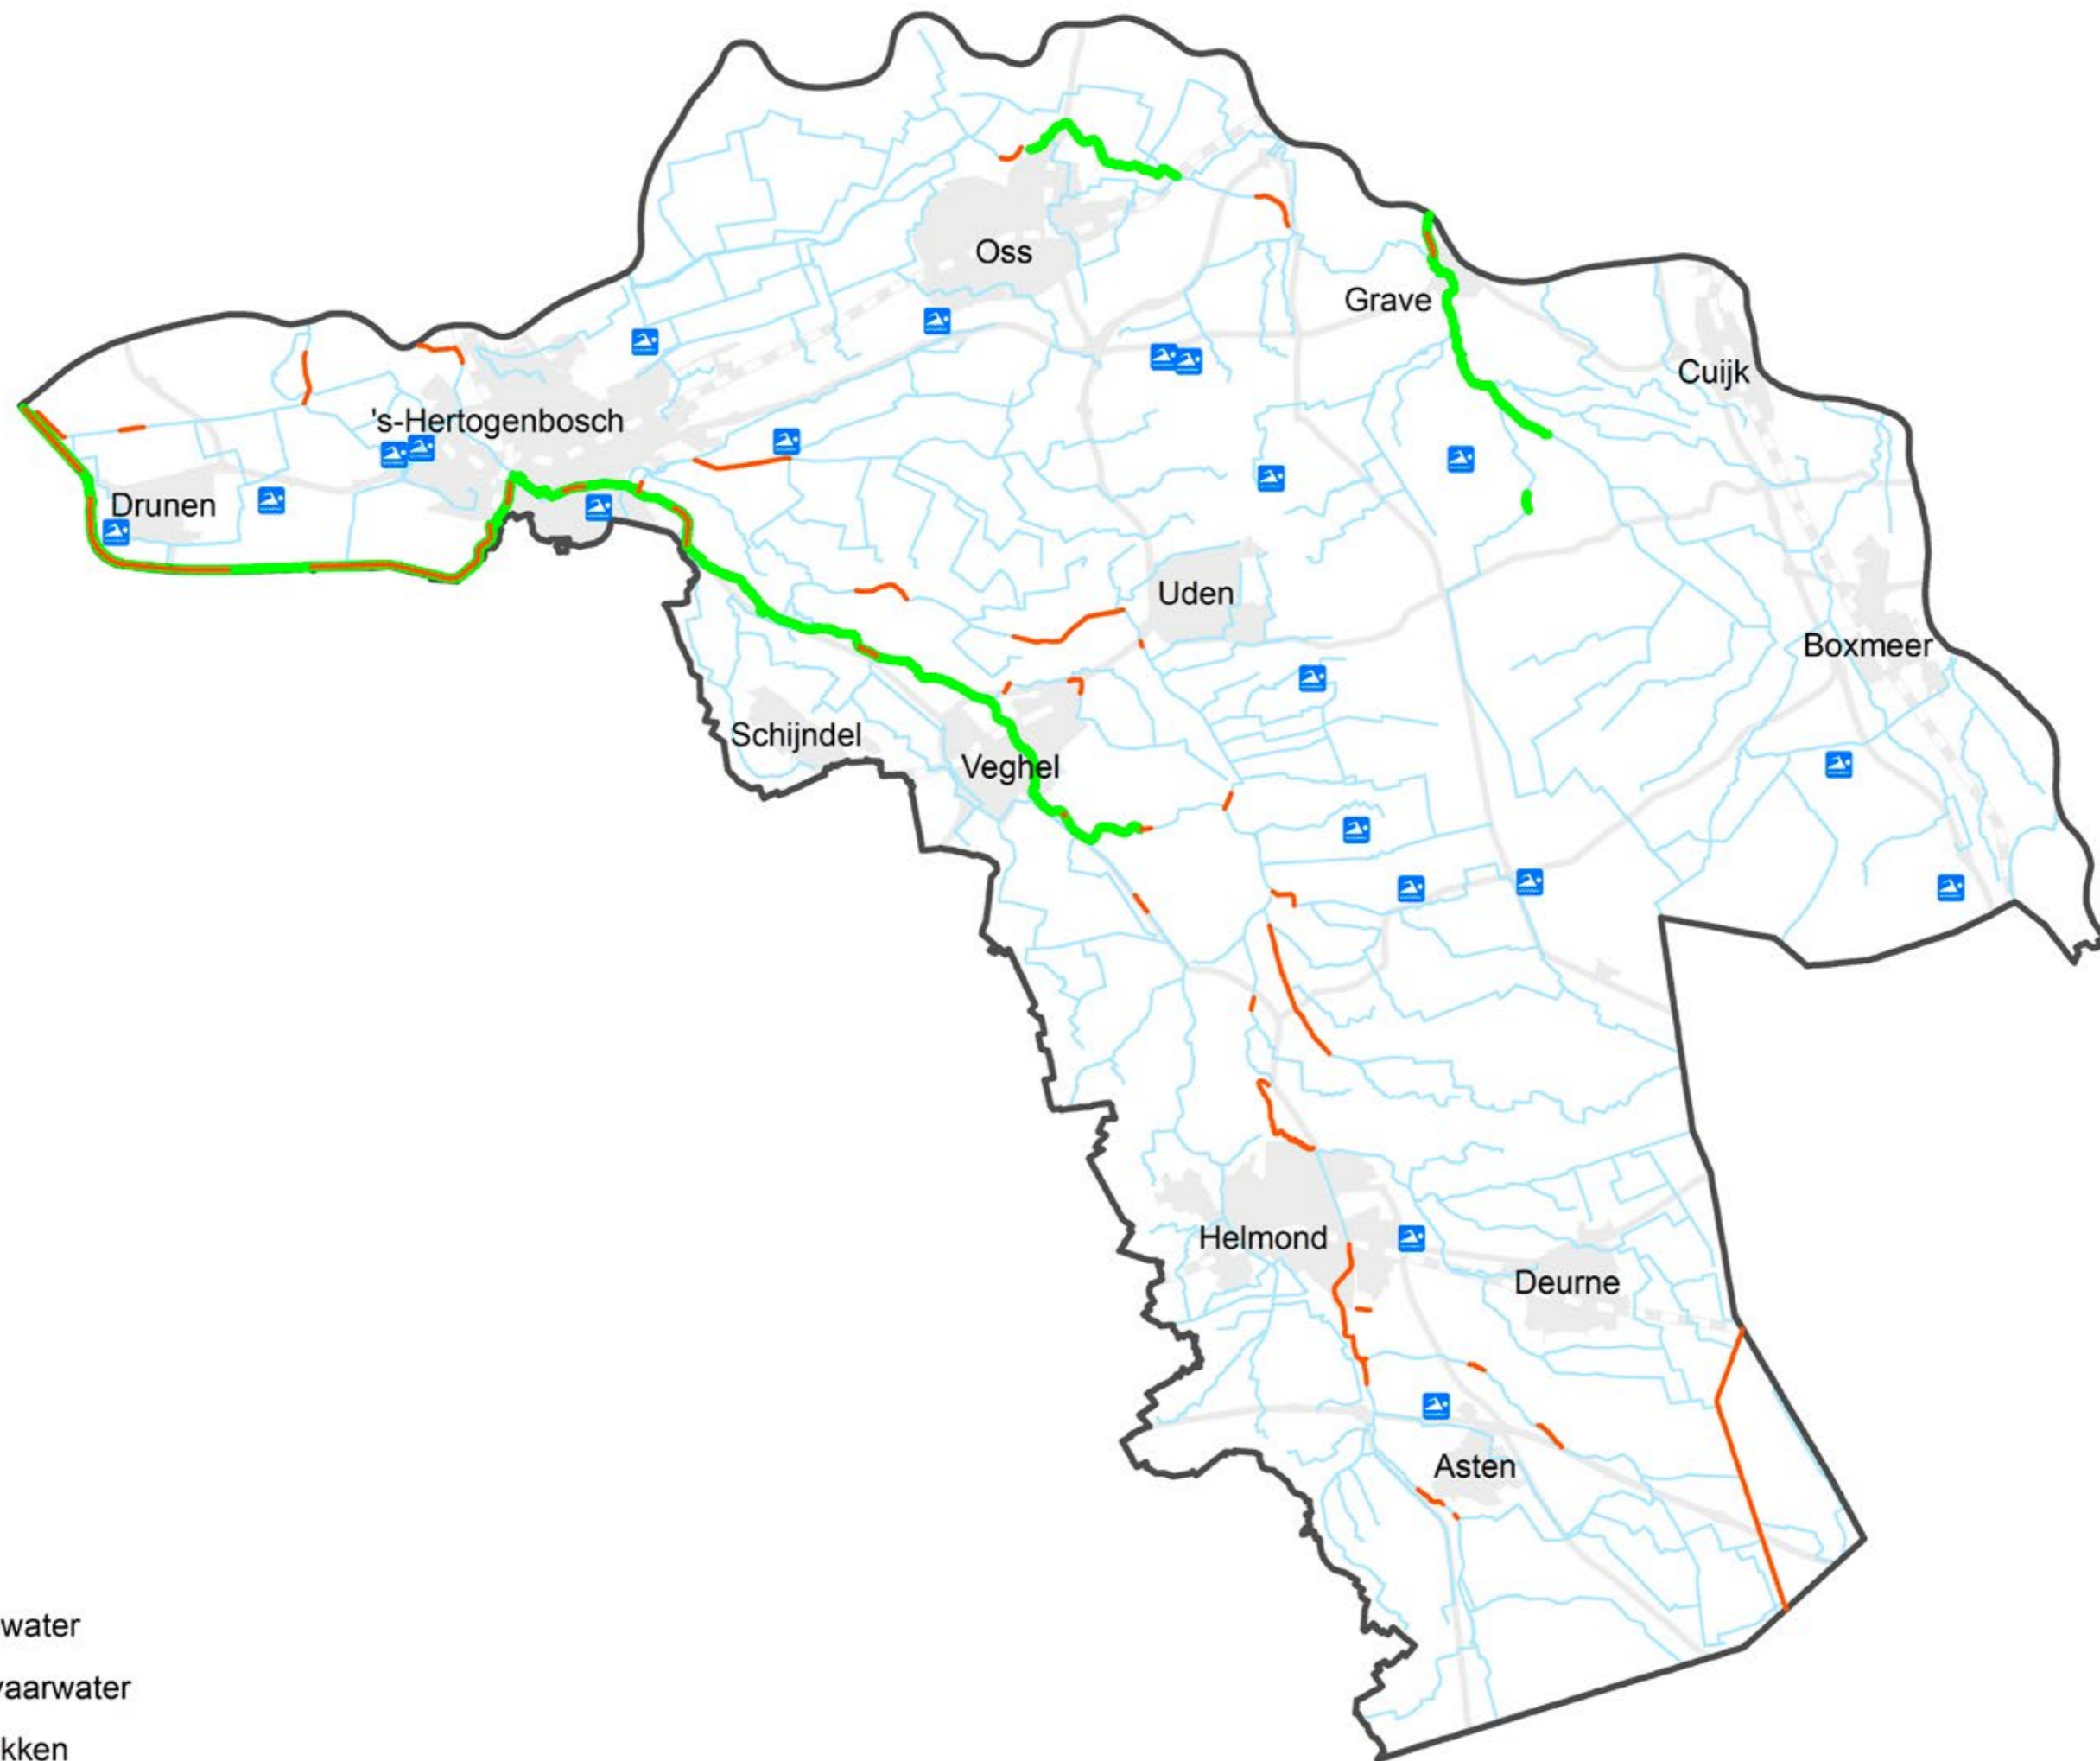 Oss
Grave
Cuijk
's-Hertogenbosch
Drunen
Uden
Boxmeer
Schijndel
Veghel
Helmond
Deurne
Asten
water
vaarwater
kken